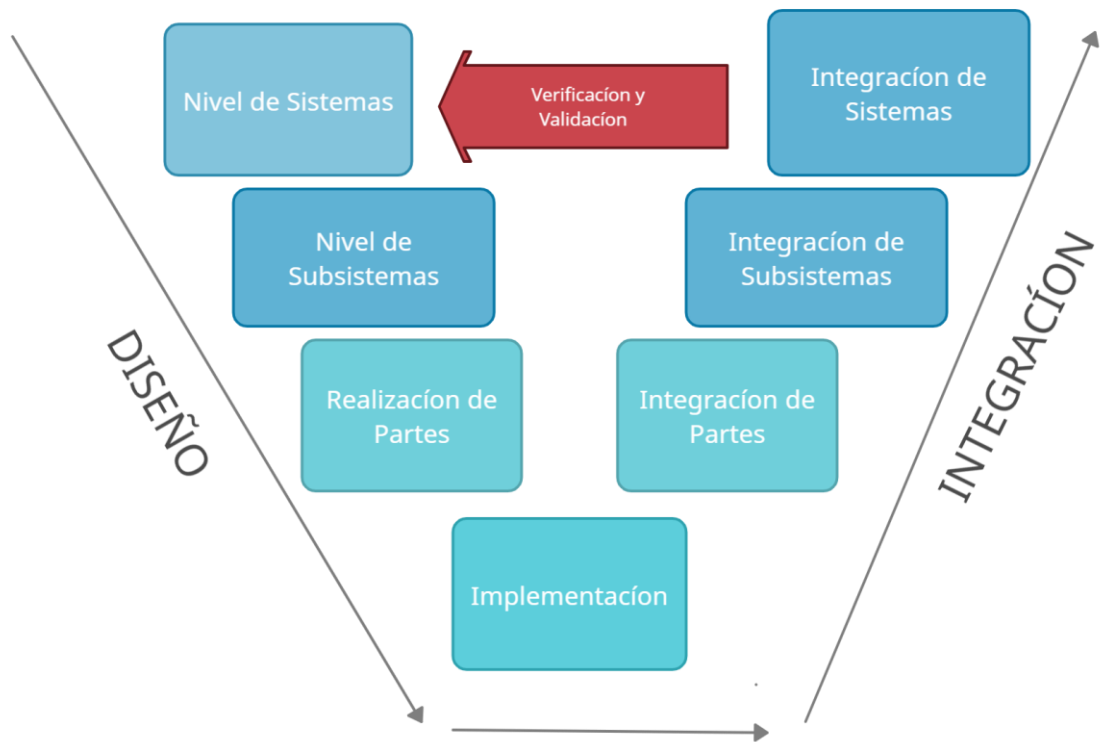 Nivel de Sistemas
Verificacíon y
Validacíon
Integracíon de
Sistemas
Nivel de
Subsistemas
Integracíon de
Subsistemas
DISEÑO
INTEGRACÍON
Realizacíon de
Partes
Integracíon de
Partes
Implementacíon